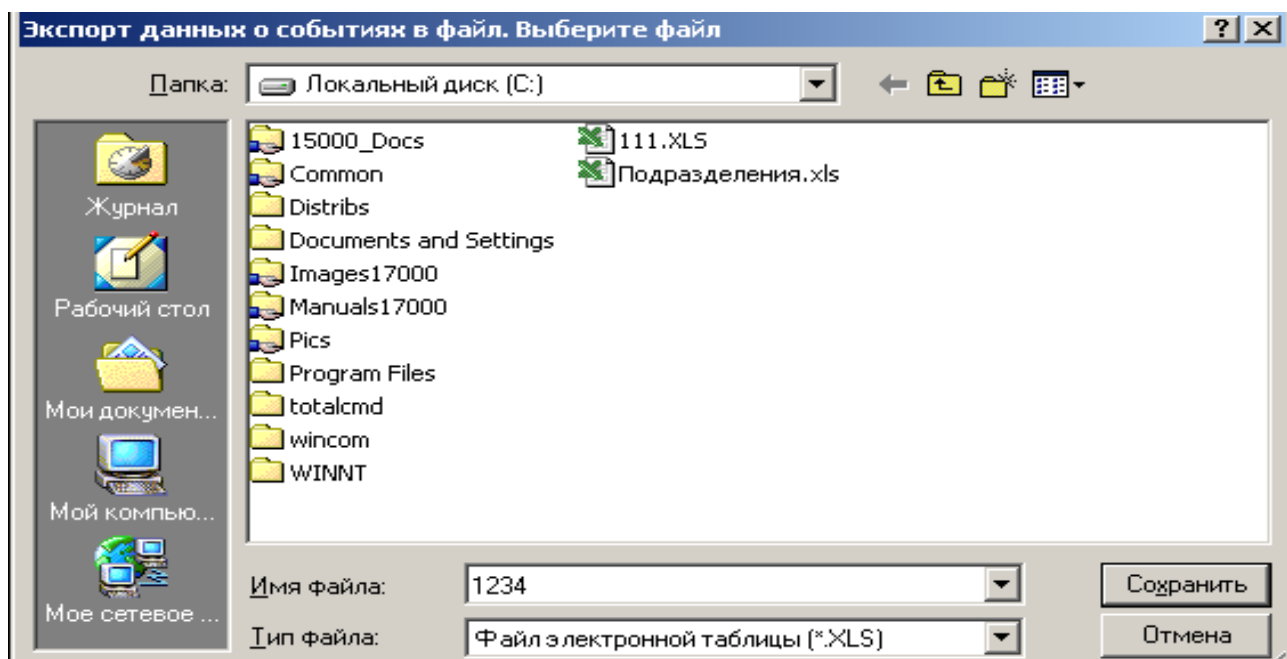 Экспорт данных о событиях в файл. Выберите файл
Папка: Локальный диск (C:)
Журнал
Рабочий стол
Мои докумен...
Мой компью...
Мое сетевое ...
15000_Docs
Common
Distribs
Documents and Settings
Images17000
Manuals17000
Pics
Program Files
totalcmd
wincom
WINNT
111.XLS
Подразделения.xls
Имя файла: 1234 Сохранить
Тип файла: Файл электронной таблицы (*.XLS) Отмена